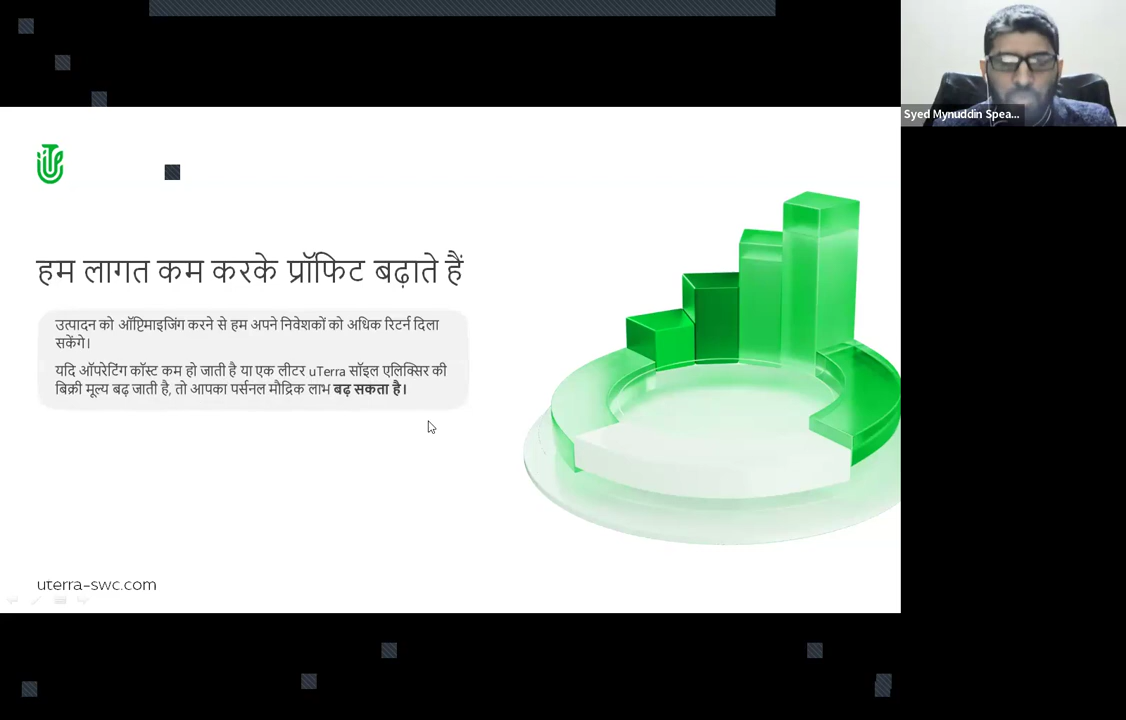 Syed Mynuddin Spea...
हम लागत कम करके प्रॉफिट बढ़ाते हैं
उत्पादन को ऑप्टिमाइजिंग करने से हम अपने निवेशकों को अधिक रिटर्न दिला
सकेंगे।
यदि ऑपरेटिंग कॉस्ट कम हो जाती है या एक लीटर uTerra सॉइल एलिक्सिर की
बिक्री मूल्य बढ़ जाती है, तो आपका पर्सनल मौद्रिक लाभ बढ़ सकता है।
uterra-swc.com